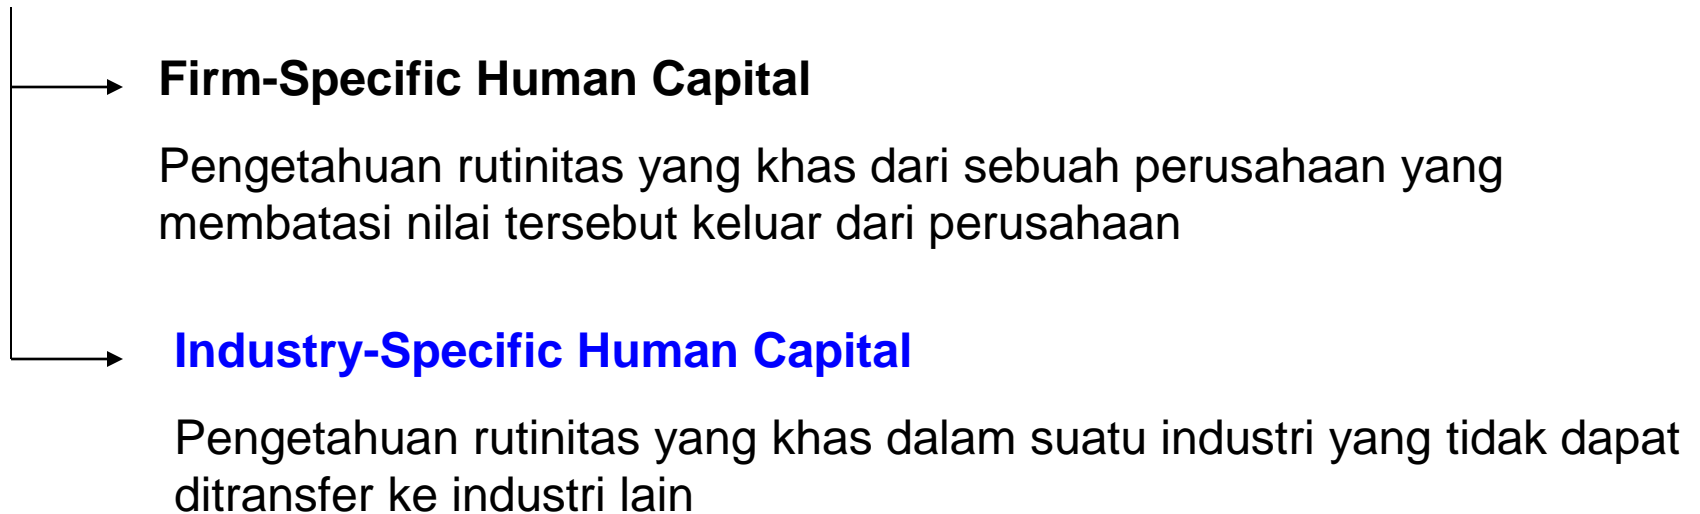 Firm-Specific Human Capital
Pengetahuan rutinitas yang khas dari sebuah perusahaan yang
membatasi nilai tersebut keluar dari perusahaan
Industry-Specific Human Capital
Pengetahuan rutinitas yang khas dalam suatu industri yang tidak dapat
ditransfer ke industri lain